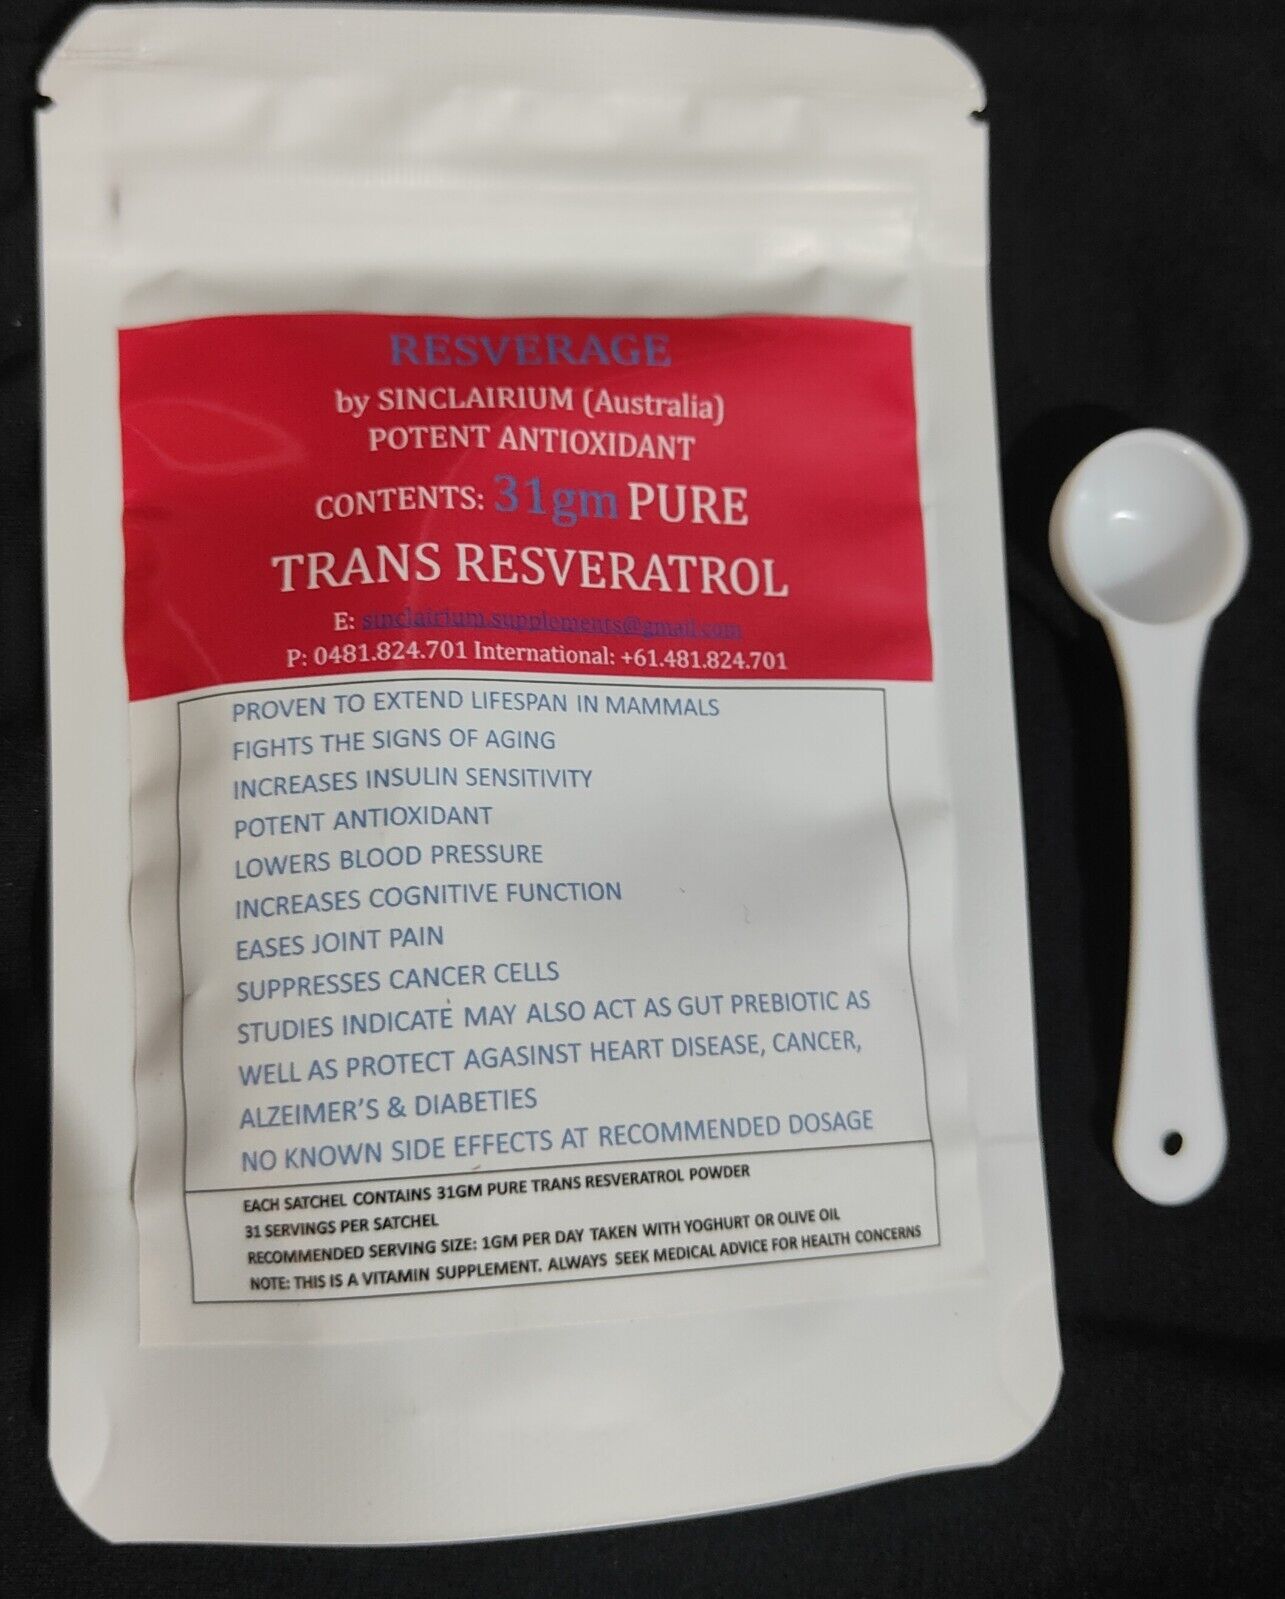 RESVERAGE
by SINCLAIRIUM (Australia)
POTENT ANTIOXIDANT
CONTENTS: 31gm PURE
TRANS RESVERATROL
E: sinclairium.supplements@gmail.com
P: 0481.824.701 International: +61.481.824.701
PROVEN TO EXTEND LIFESPAN IN MAMMALS
FIGHTS THE SIGNS OF AGING
INCREASES INSULIN SENSITIVITY
POTENT ANTIOXIDANT
LOWERS BLOOD PRESSURE
INCREASES COGNITIVE FUNCTION
EASES JOINT PAIN
SUPPRESSES CANCER CELLS
STUDIES INDICATE MAY ALSO ACT AS GUT PREBIOTIC AS
WELL AS PROTECT AGASINST HEART DISEASE, CANCER,
ALZEIMER'S & DIABETIES
NO KNOWN SIDE EFFECTS AT RECOMMENDED DOSAGE
EACH SATCHEL CONTAINS 31GM PURE TRANS RESVERATROL POWDER
31 SERVINGS PER SATCHEL
RECOMMENDED SERVING SIZE: 1GM PER DAY TAKEN WITH YOGHURT OR OLIVE OIL
NOTE: THIS IS A VITAMIN SUPPLEMENT. ALWAYS SEEK MEDICAL ADVICE FOR HEALTH CONCERNS